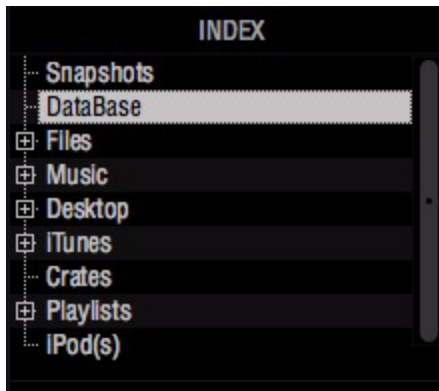 INDEX
Snapshots
DataBase
Files
Music
Desktop
iTunes
Crates
Playlists
iPod(s)